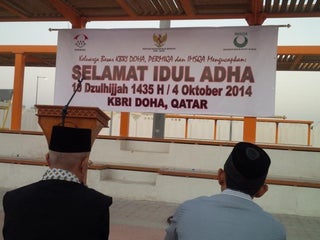 Keluarga Besar KBRI DOHA, PERMIQA dan IMSQA Mengucapkan:
SELAMAT IDUL ADHA
10 Dzulhijjah 1435 H / 4 Oktober 2014
KBRI DOHA, QATAR